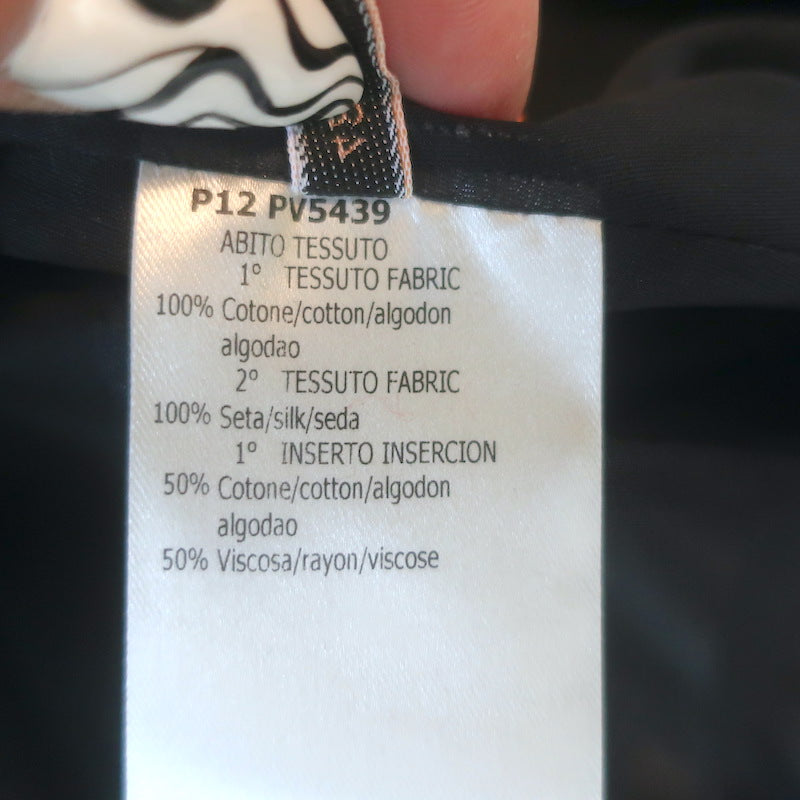 P12 PV5439
ABITO TESSUTO
1° TESSUTO FABRIC
100% Cotone/cotton/algodon
algodao
2° TESSUTO FABRIC
100% Seta/silk/seda
1° INSERTO INSERCION
50% Cotone/cotton/algodon
algodao
50% Viscosa/rayon/viscose